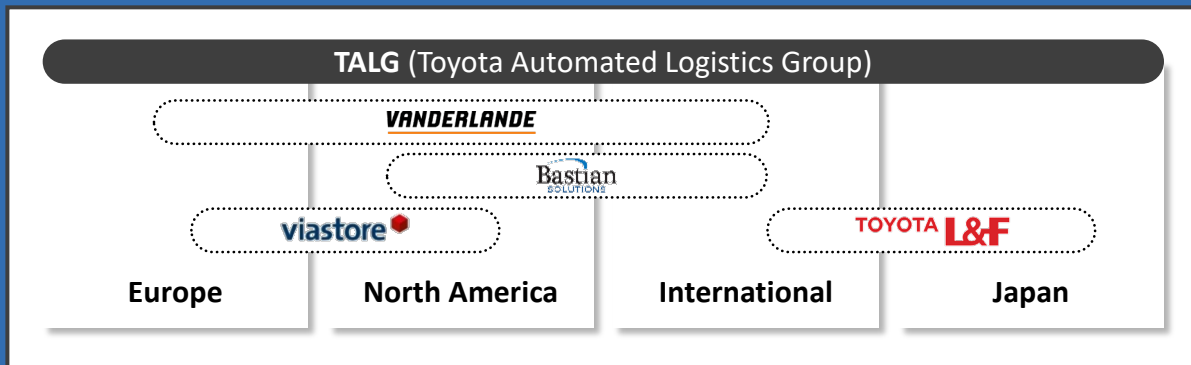 TALG (Toyota Automated Logistics Group)
VANDERLANDE
Bastian
SOLUTIONS
viastore
TOYOTA L&F
Europe
North America
International
Japan